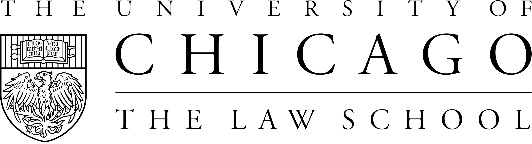 THE UNIVERSITY OF
CHICAGO
THE LAW SCHOOL